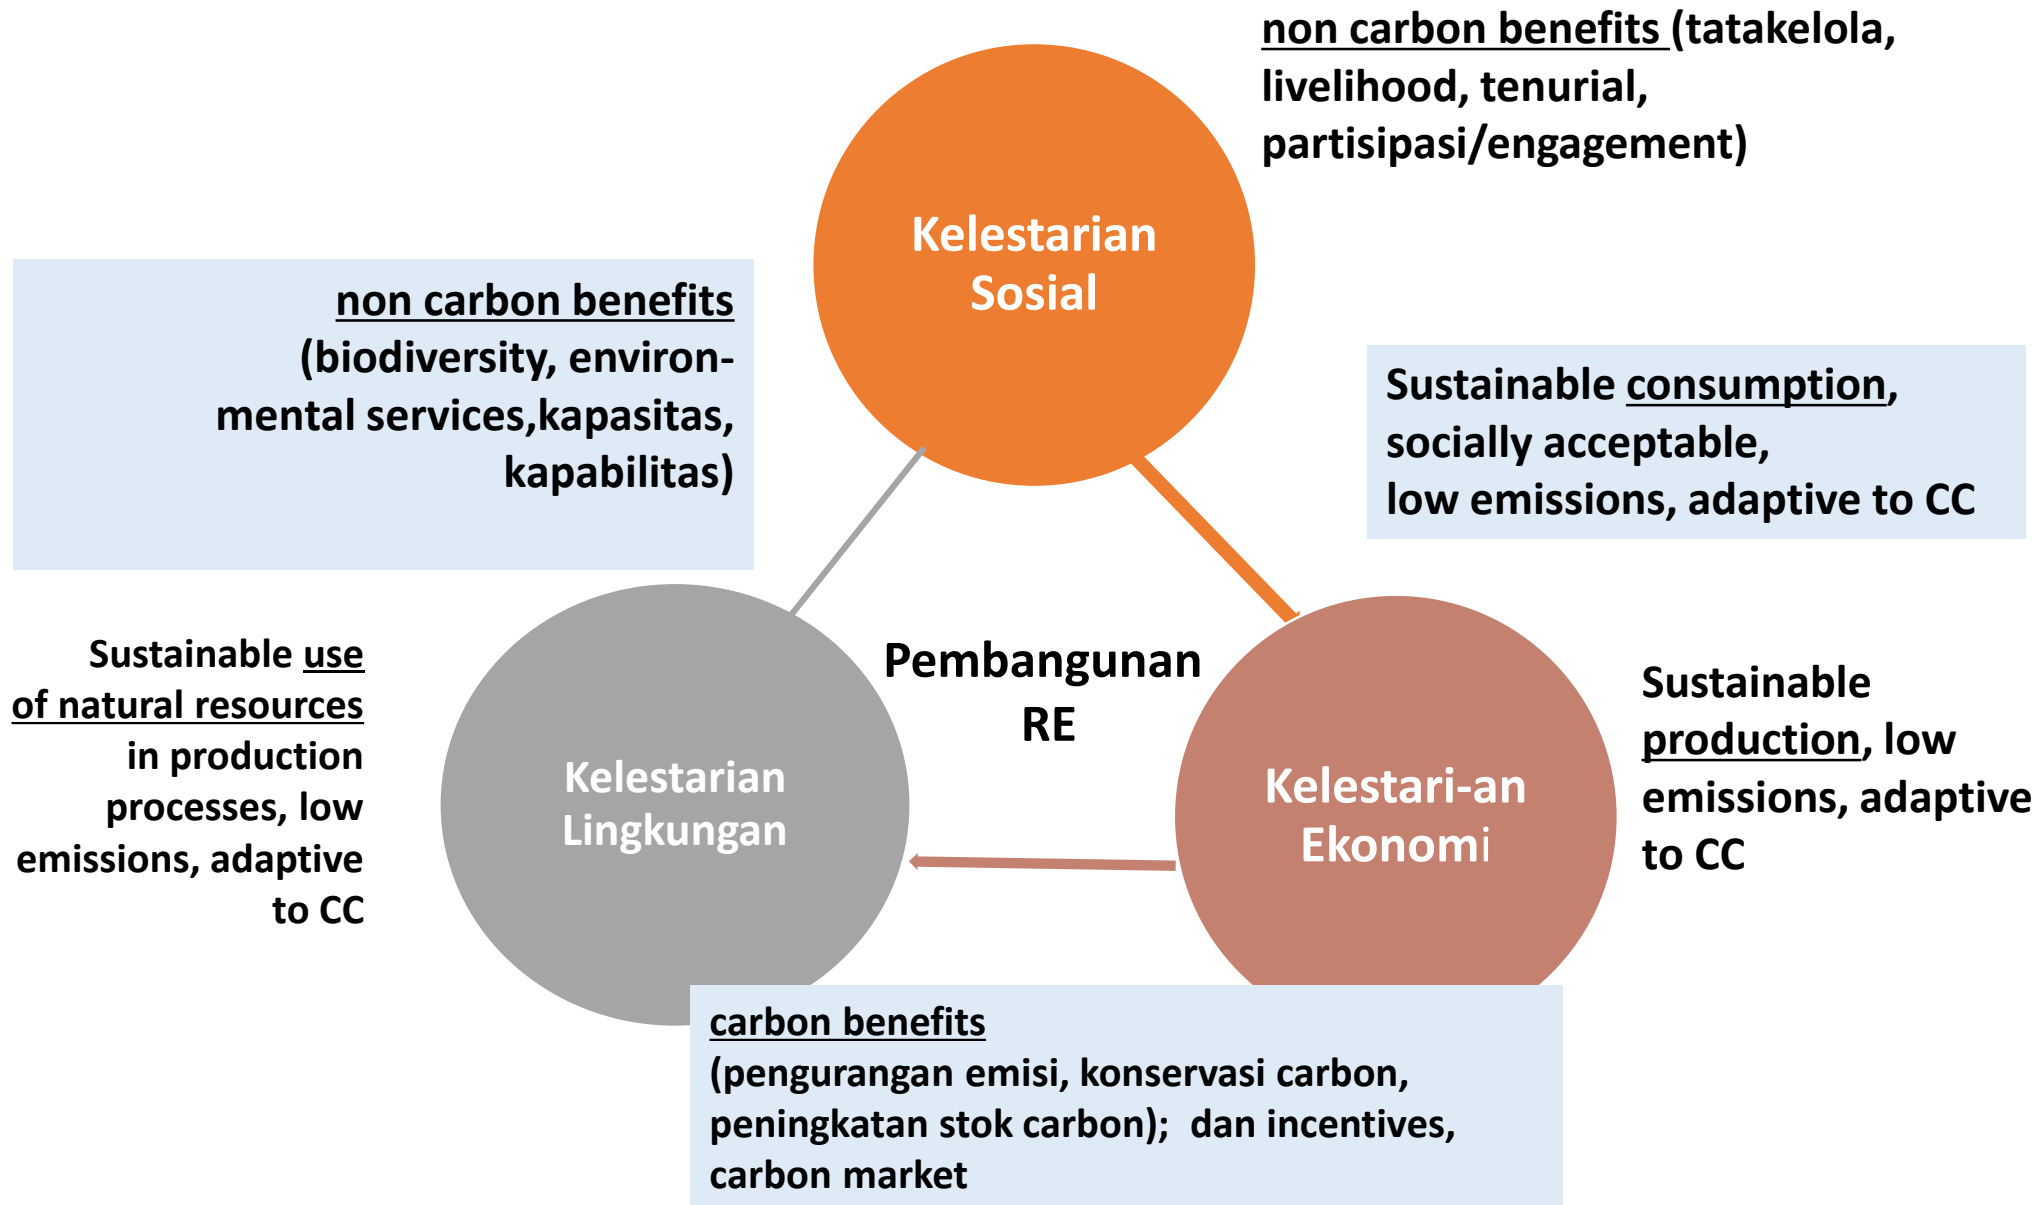 non carbon benefits (tatakelola,
livelihood, tenurial,
partisipasi/engagement)
Kelestarian
Sosial
non carbon benefits
(biodiversity, environ-
mental services,kapasitas,
kapabilitas)
Sustainable consumption,
socially acceptable,
low emissions, adaptive to CC
Sustainable use
of natural resources
in production
processes, low
emissions, adaptive
to CC
Pembangunan
RE
Kelestarian
Lingkungan
Kelestari-an
Ekonomi
Sustainable
production, low
emissions, adaptive
to CC
carbon benefits
(pengurangan emisi, konservasi carbon,
peningkatan stok carbon);  dan incentives,
carbon market